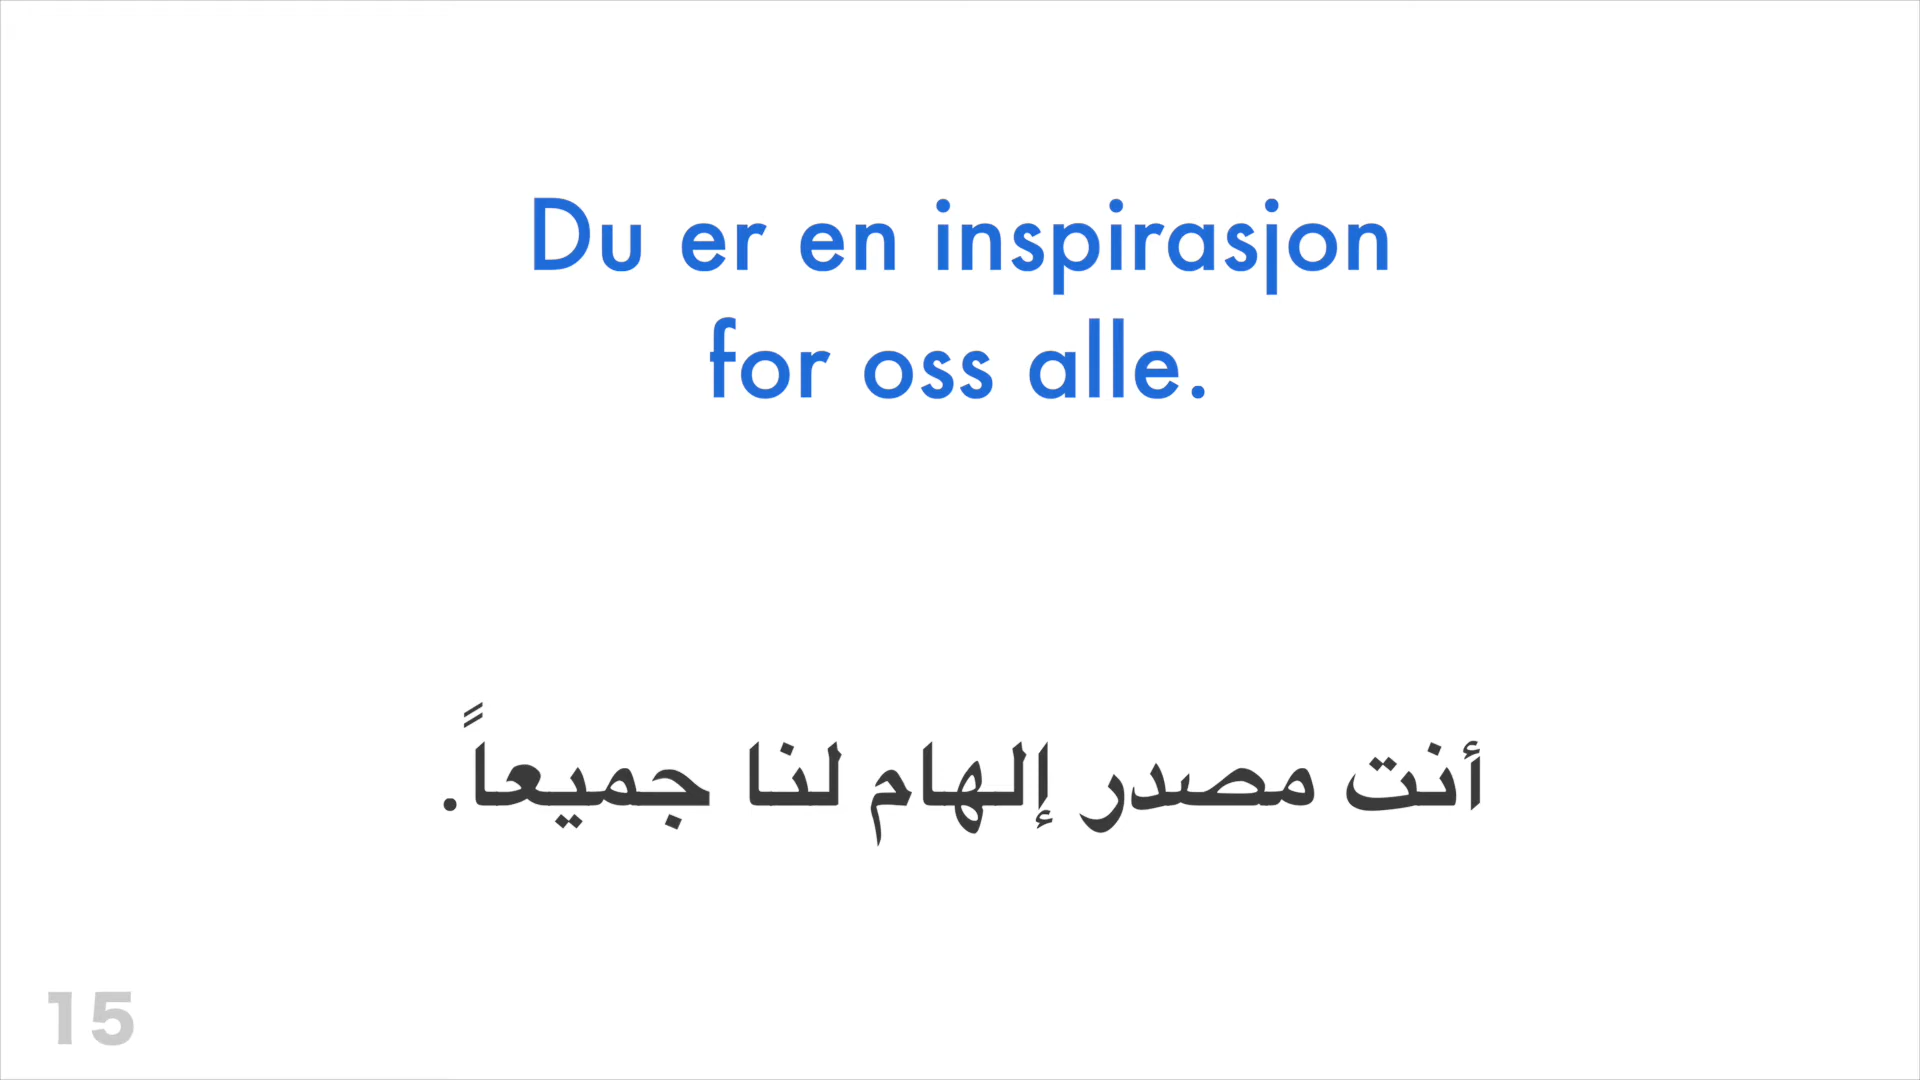 Du er en inspirasjon
for oss alle.
أنت مصدر إلهام لنا جميعاً.
15